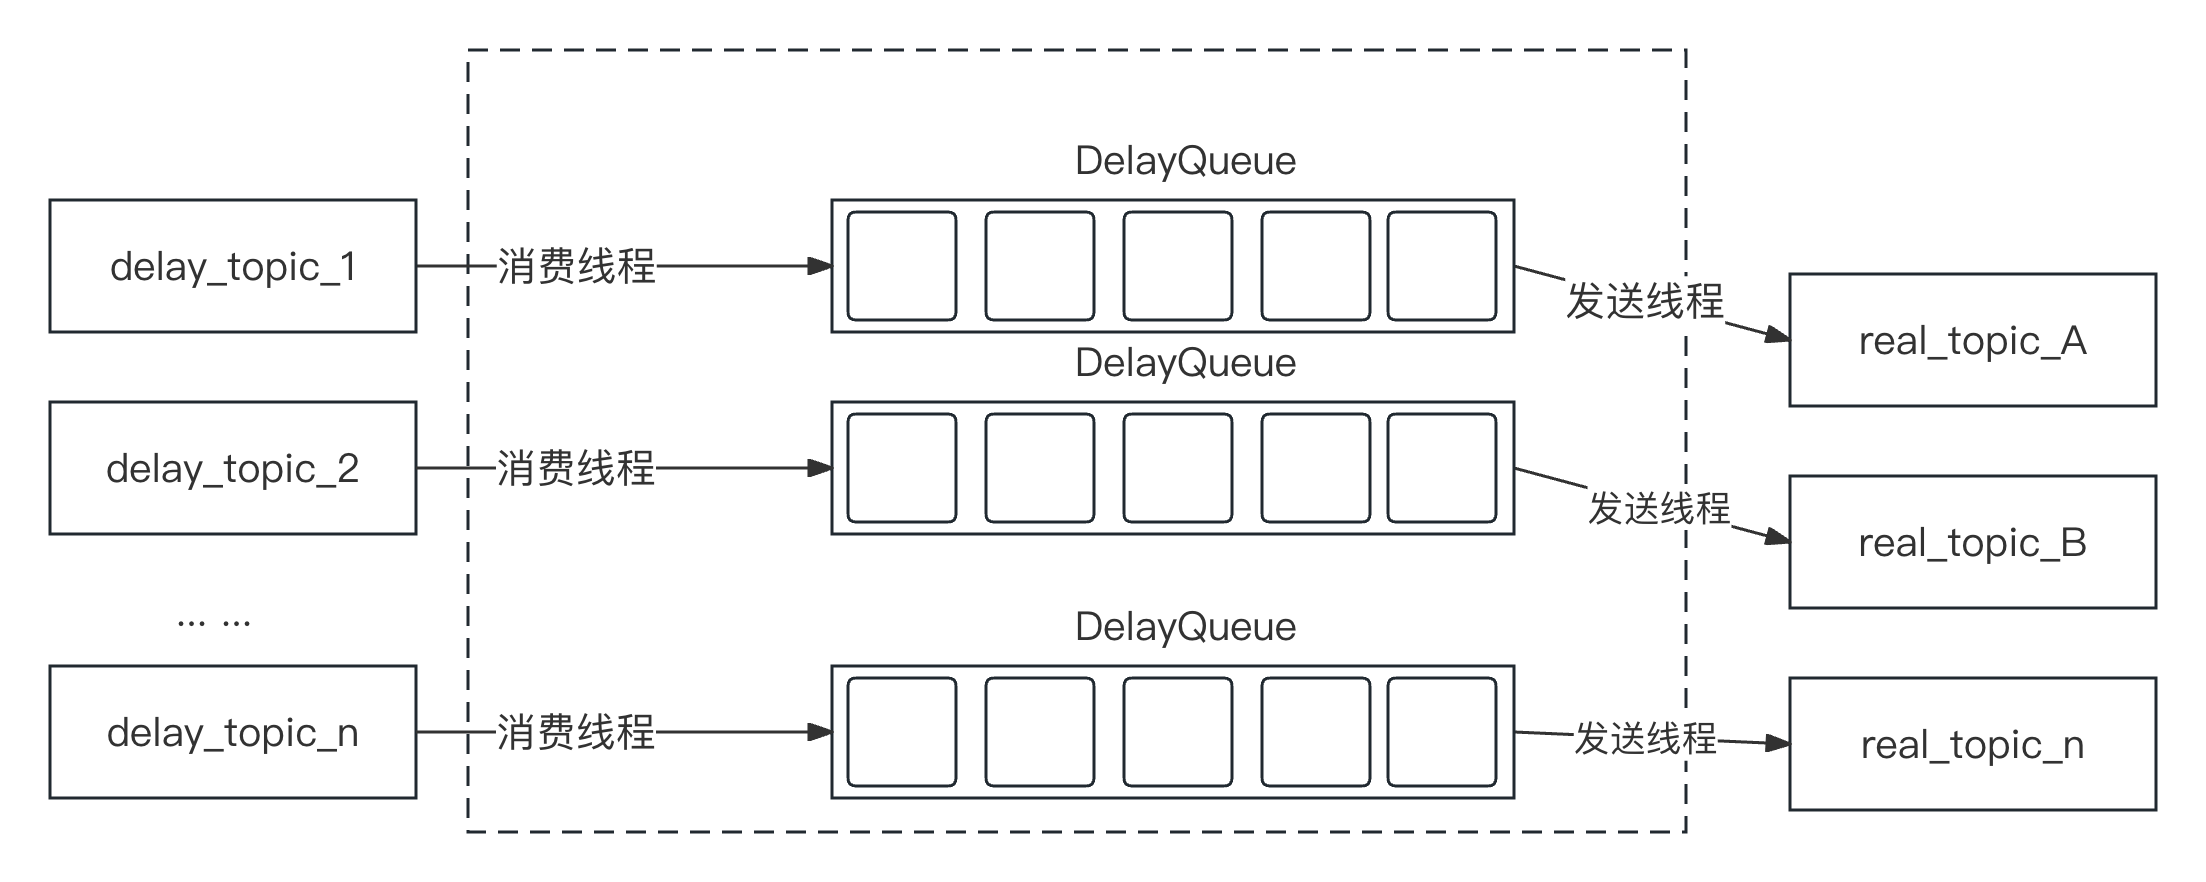 DelayQueue
delay_topic_1
消费线程
发送线程
real_topic_A
DelayQueue
delay_topic_2
消费线程
发送线程
real_topic_B
... ...
DelayQueue
delay_topic_n
消费线程
发送线程
real_topic_n